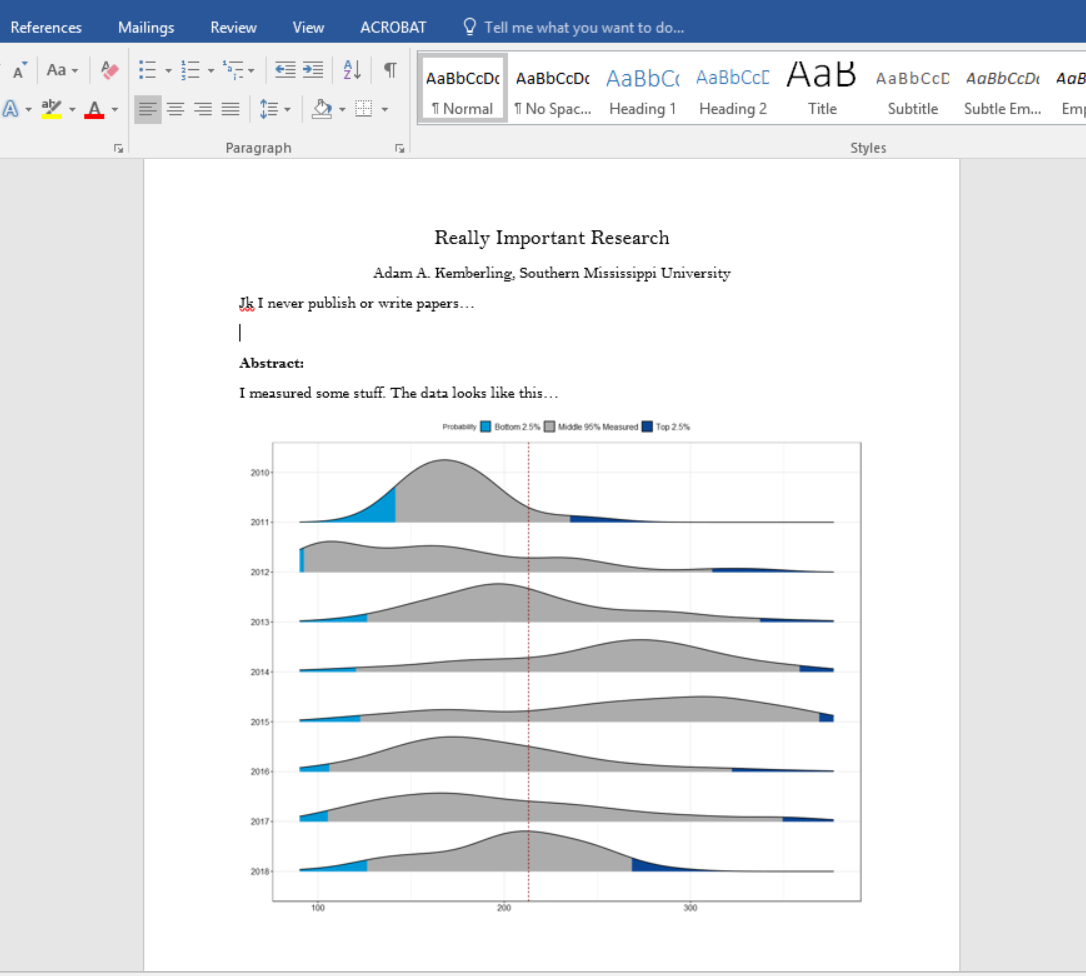 References Mailings Review View ACROBAT Tell me what you want to do...
A Aa A Z ¶
A aby A
AaBbCcDc AaBbCcDc AaBbC AaBbCcC AaB AaBbCcC AaBbCcDc AaB
¶ Normal ¶ No Spac... Heading 1 Heading 2 Title Subtitle Subtle Em... Emp
Paragraph Styles
Really Important Research
Adam A. Kemberling, Southern Mississippi University
Jk I never publish or write papers…
Abstract:
I measured some stuff. The data looks like this…
Probability Bottom 2.5% Middle 95% Measured Top 2.5%
2010
2011
2012
2013
2014
2015
2016
2017
2018
100 200 300